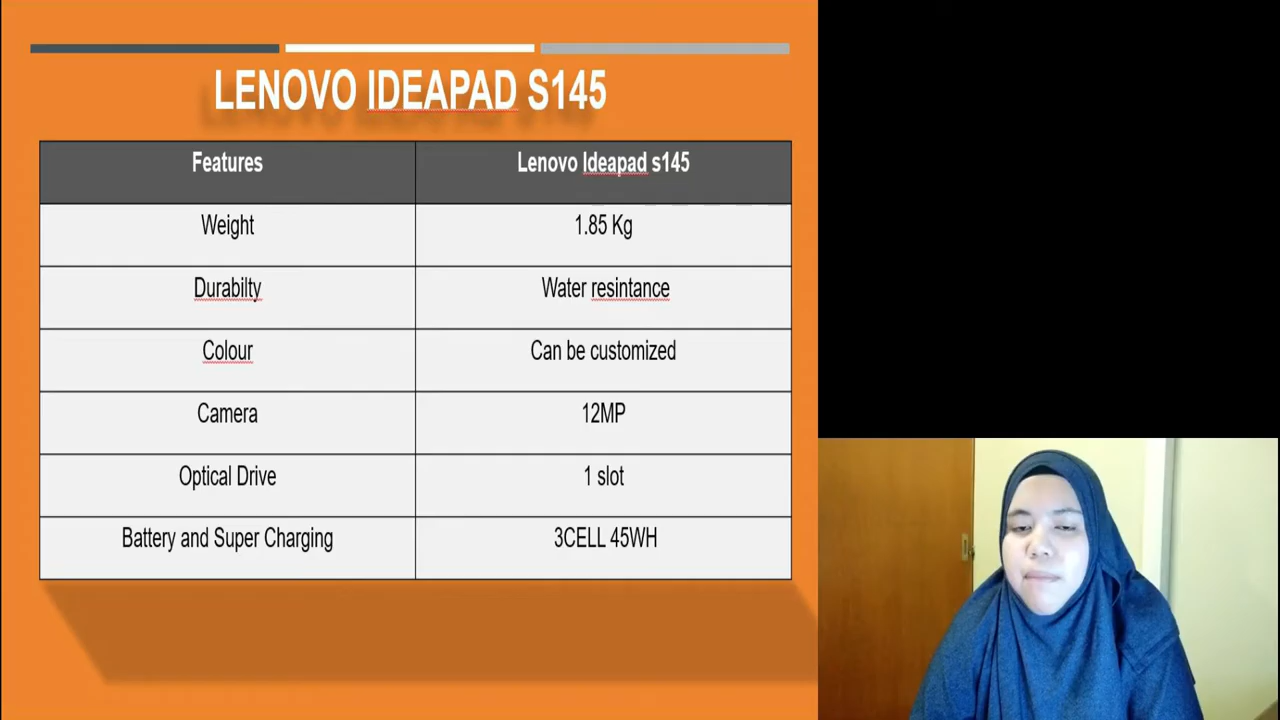 LENOVO IDEAPAD S145
Features Lenovo Ideapad s145
Weight 1.85 Kg
Durabilty Water resintance
Colour Can be customized
Camera 12MP
Optical Drive 1 slot
Battery and Super Charging 3CELL 45WH